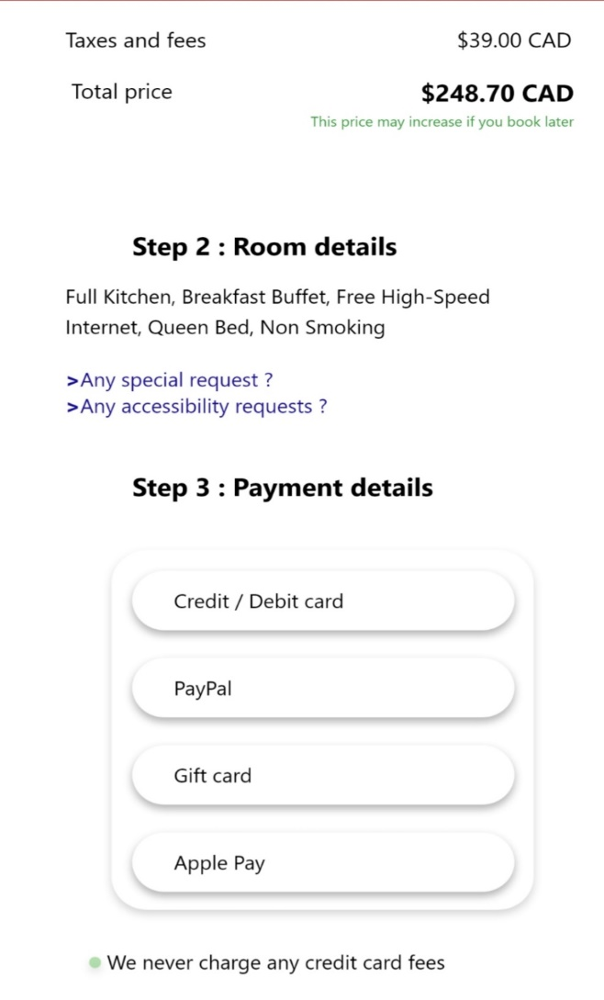 Taxes and fees $39.00 CAD
Total price $248.70 CAD
This price may increase if you book later
Step 2 : Room details
Full Kitchen, Breakfast Buffet, Free High-Speed
Internet, Queen Bed, Non Smoking
>Any special request ?
>Any accessibility requests ?
Step 3 : Payment details
Credit / Debit card
PayPal
Gift card
Apple Pay
We never charge any credit card fees